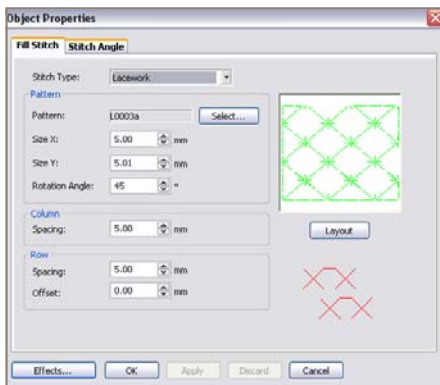 Object Properties
Fill Stitch Stitch Angle
Stitch Type: Lacework
Pattern
Pattern: L0003a Select...
Size X: 5.00 mm
Size Y: 5.01 mm
Rotation Angle: 45 °
Column
Spacing: 5.00 mm
Layout
Row
Spacing: 5.00 mm
Offset: 0.00 mm
Effects... OK Apply Discard Cancel